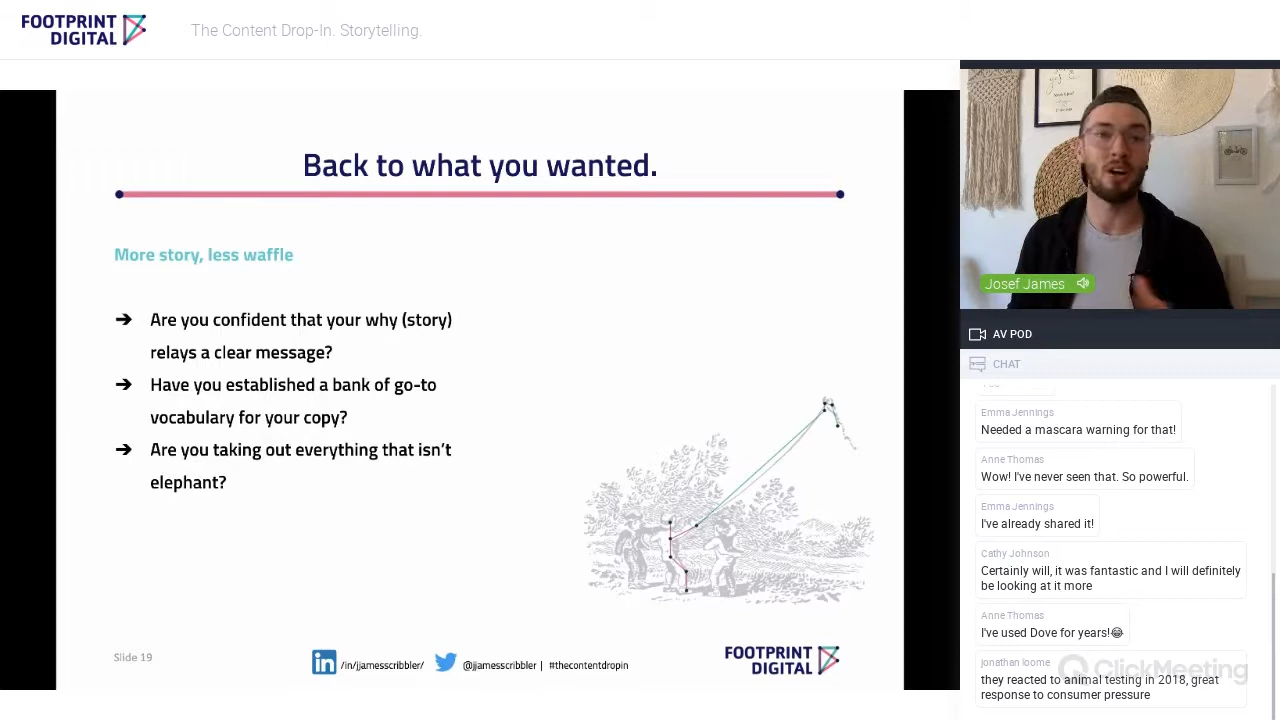 FOOTPRINT
DIGITAL
The Content Drop-In. Storytelling.
Back to what you wanted.
More story, less waffle
➔ Are you confident that your why (story)
relays a clear message?
➔ Have you established a bank of go-to
vocabulary for your copy?
➔ Are you taking out everything that isn't
elephant?
Slide 19
/in/jjamesscribbler/
@jjamesscribbler | #thecontentdropin
FOOTPRINT
DIGITAL
Josef James
AV POD
CHAT
Emma Jennings
Needed a mascara warning for that!
Anne Thomas
Wow! I've never seen that. So powerful.
Emma Jennings
I've already shared it!
Cathy Johnson
Certainly will, it was fantastic and I will definitely
be looking at it more
Anne Thomas
I've used Dove for years!😂
jonathan loome
ClickMeeting
they reacted to animal testing in 2018, great
response to consumer pressure